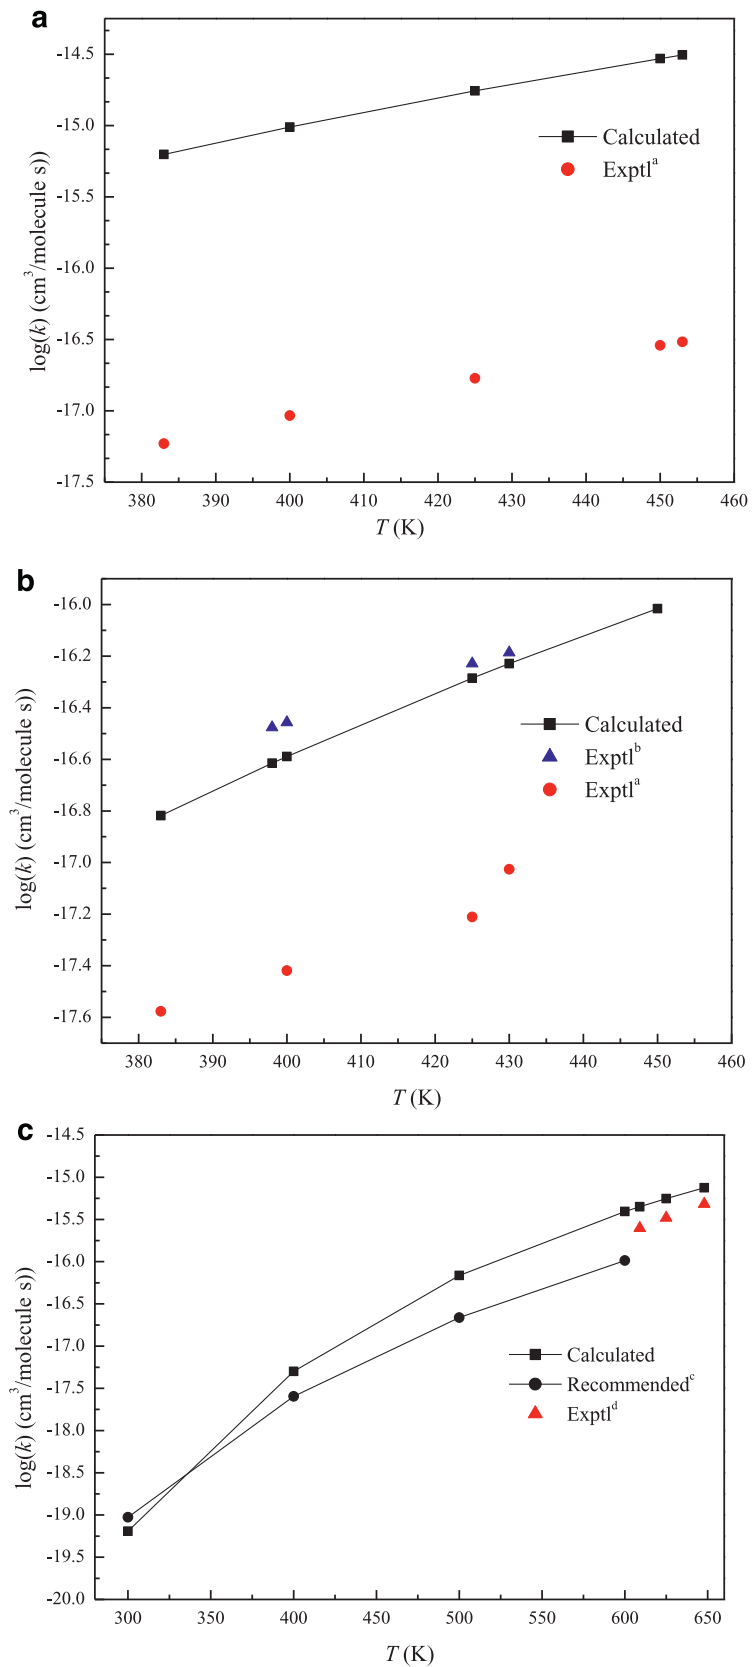 a
-14.5
-15.0
-15.5
-16.0
-16.5
-17.0
-17.5
log(k) (cm³/molecule s))
Calculated
Exptlᵃ
380 390 400 410 420 430 440 450 460
T (K)
b
-16.0
-16.2
-16.4
-16.6
-16.8
-17.0
-17.2
-17.4
-17.6
log(k) (cm³/molecule s))
Calculated
Exptlᵇ
Exptlᵃ
380 390 400 410 420 430 440 450 460
T (K)
c
-14.5
-15.0
-15.5
-16.0
-16.5
-17.0
-17.5
-18.0
-18.5
-19.0
-19.5
-20.0
log(k) (cm³/molecule s))
Calculated
Recommendedᶜ
Exptlᵈ
300 350 400 450 500 550 600 650
T (K)